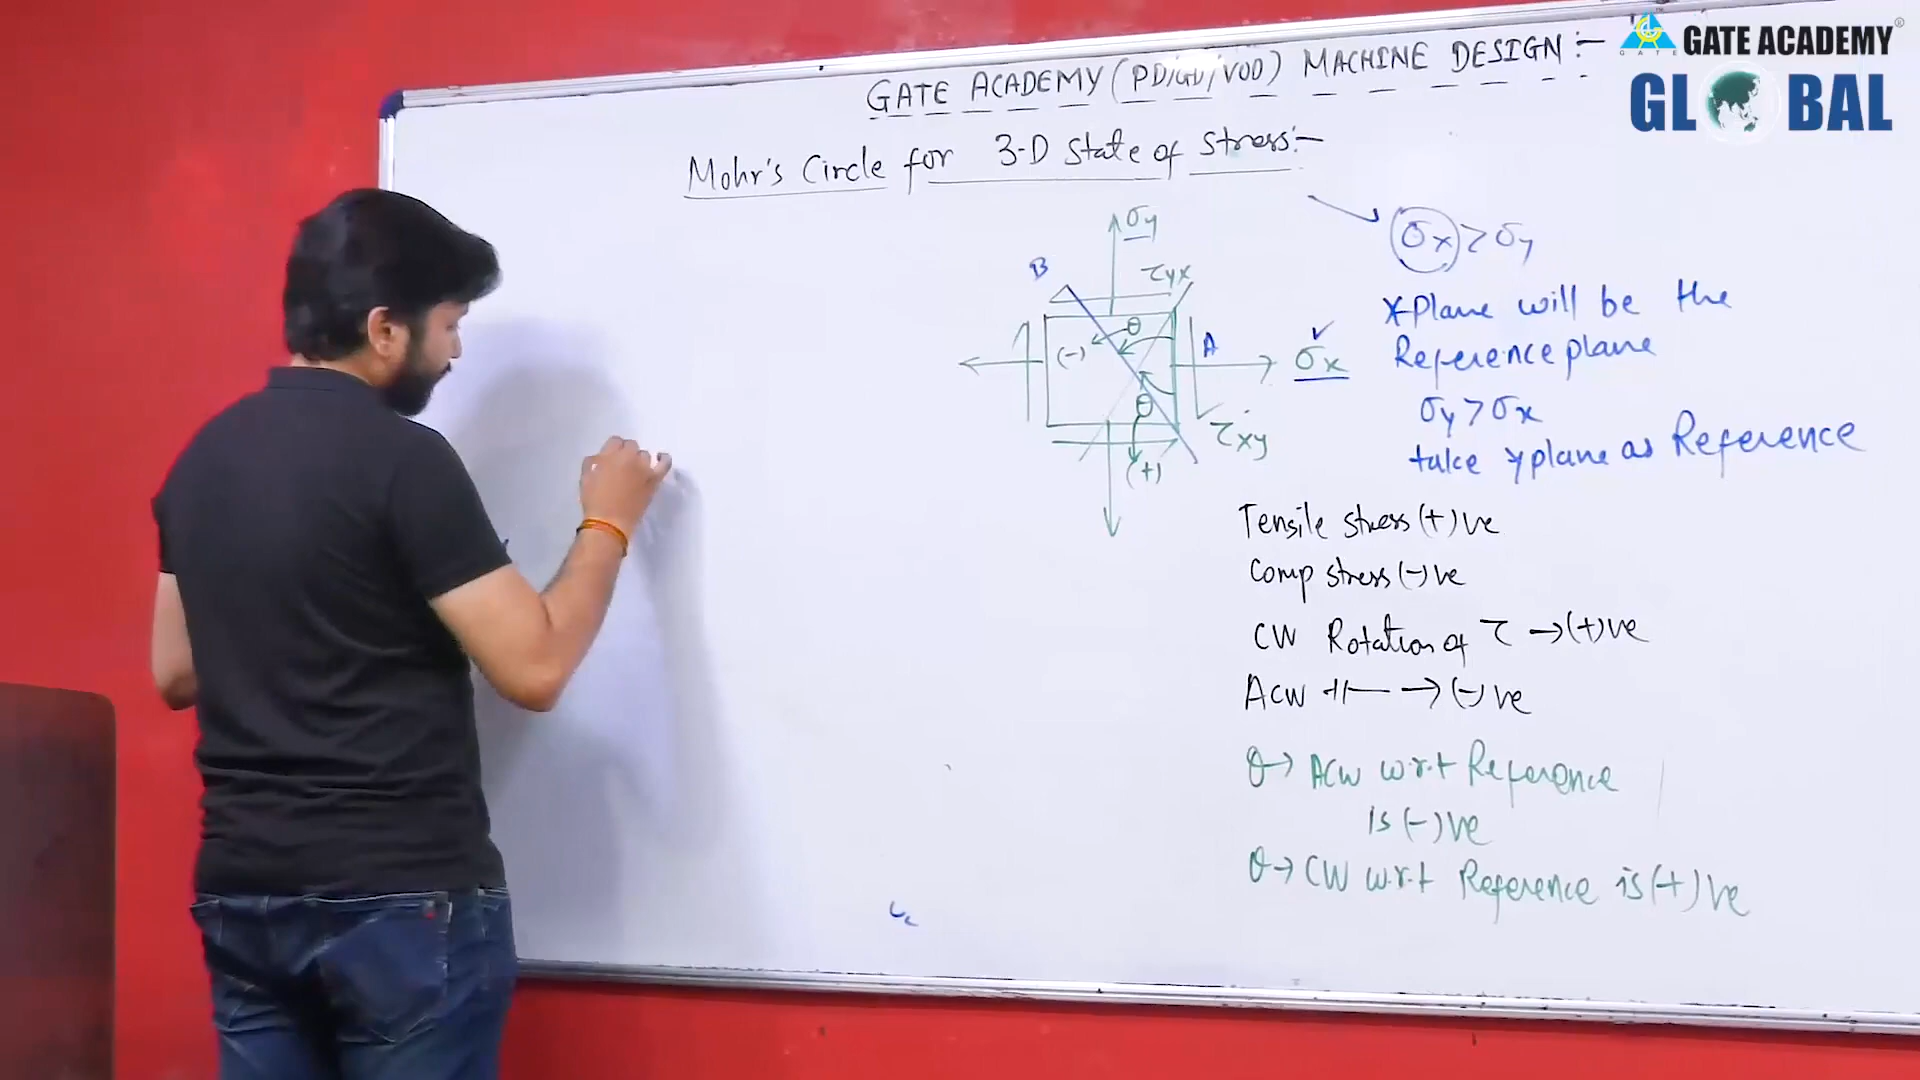 GATE ACADEMY®
GATE
GLOBAL
GATE ACADEMY (PD/GD/VOD) MACHINE DESIGN :-
Mohr's Circle for 3-D State of Stress:-
σy
B
τyx
θ
(-)
A
σx
θ
τxy
(+)
σx > σy
X-Plane will be the
Reference plane
σy > σx
take y plane as Reference
Tensile stress (+)ve
Comp stress (-)ve
CW Rotation of τ → (+)ve
ACW -11- → (-)ve
θ → ACW w.r.t Reference
is (-)ve
θ → CW w.r.t Reference is (+)ve